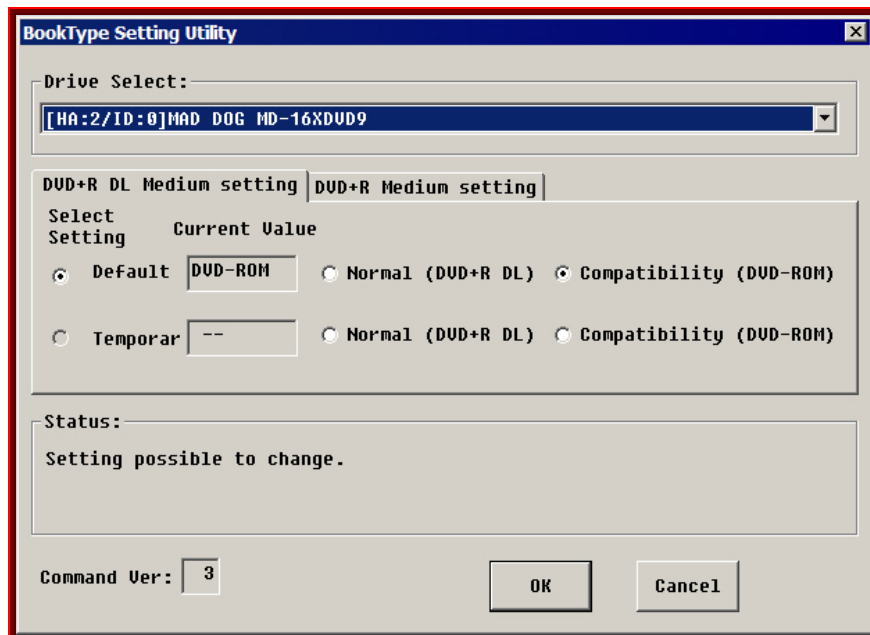 BookType Setting Utility
Drive Select:
[HA:2/ID:0]MAD DOG MD-16XDVD9
DVD+R DL Medium setting DVD+R Medium setting
Select
Setting Current Value
Default DVD-ROM Normal (DVD+R DL) Compatibility (DVD-ROM)
Temporar -- Normal (DVD+R DL) Compatibility (DVD-ROM)
Status:
Setting possible to change.
Command Ver: 3 OK Cancel